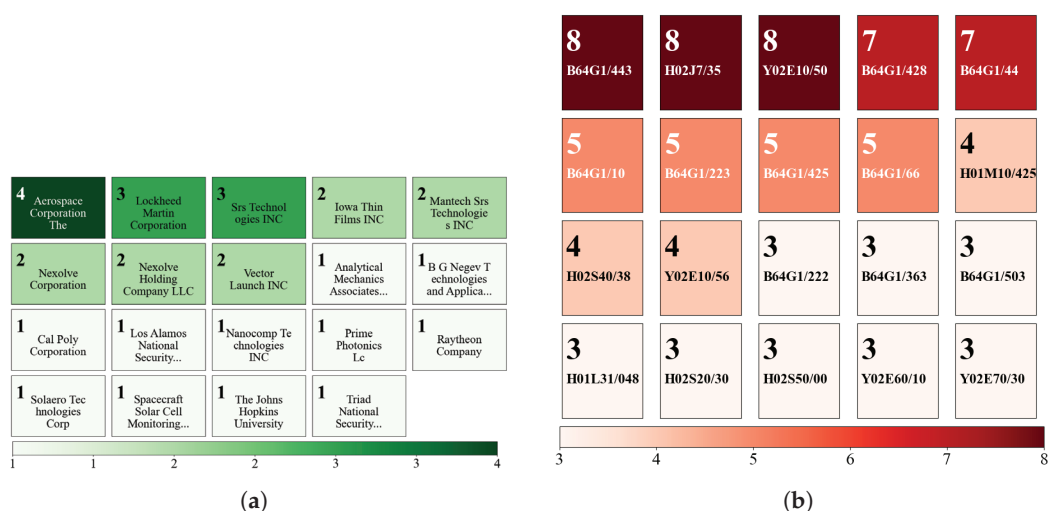 4
Aerospace
Corporation
The
3
Lockheed
Martin
Corporation
3
Srs Technol
ogies INC
2
Iowa Thin
Films INC
2
Mantech Srs
Technologie
s INC
2
Nexolve
Corporation
2
Nexolve
Holding
Company LLC
2
Vector
Launch INC
1
Analytical
Mechanics
Associates...
1
B G Negev T
echnologies
and Applica...
1
Cal Poly
Corporation
1
Los Alamos
National
Security...
1
Nanocomp Te
chnologies
INC
1
Prime
Photonics
Lc
1
Raytheon
Company
1
Solaero Tec
hnologies
Corp
1
Spacecraft
Solar Cell
Monitoring...
1
The Johns
Hopkins
University
1
Triad
National
Security...
1 1 2 2 3 3 4
(a)
8
B64G1/443
8
H02J7/35
8
Y02E10/50
7
B64G1/428
7
B64G1/44
5
B64G1/10
5
B64G1/223
5
B64G1/425
5
B64G1/66
4
H01M10/425
4
H02S40/38
4
Y02E10/56
3
B64G1/222
3
B64G1/363
3
B64G1/503
3
H01L31/048
3
H02S20/30
3
H02S50/00
3
Y02E60/10
3
Y02E70/30
3 4 5 6 7 8
(b)